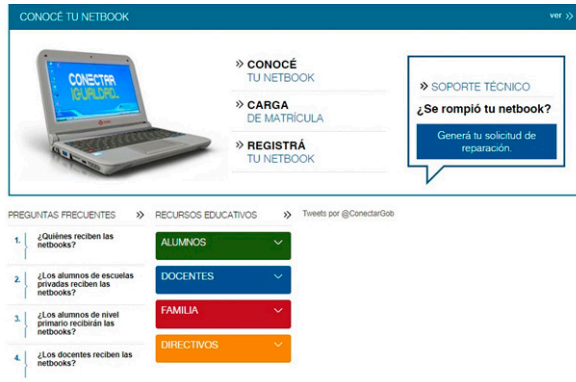 CONOCÉ TU NETBOOK
ver »
CONECTAR
IGUALDAD.
» CONOCÉ
TU NETBOOK
» CARGA
DE MATRÍCULA
» REGISTRÁ
TU NETBOOK
» SOPORTE TÉCNICO
¿Se rompió tu netbook?
Generá tu solicitud de
reparación.
PREGUNTAS FRECUENTES »
1. ¿Quiénes reciben las
netbooks?
2. ¿Los alumnos de escuelas
privadas reciben las
netbooks?
3. ¿Los alumnos de nivel
primario recibirán las
netbooks?
4. ¿Los docentes reciben las
netbooks?
RECURSOS EDUCATIVOS »
ALUMNOS
DOCENTES
FAMILIA
DIRECTIVOS
Tweets por @ConectarGob